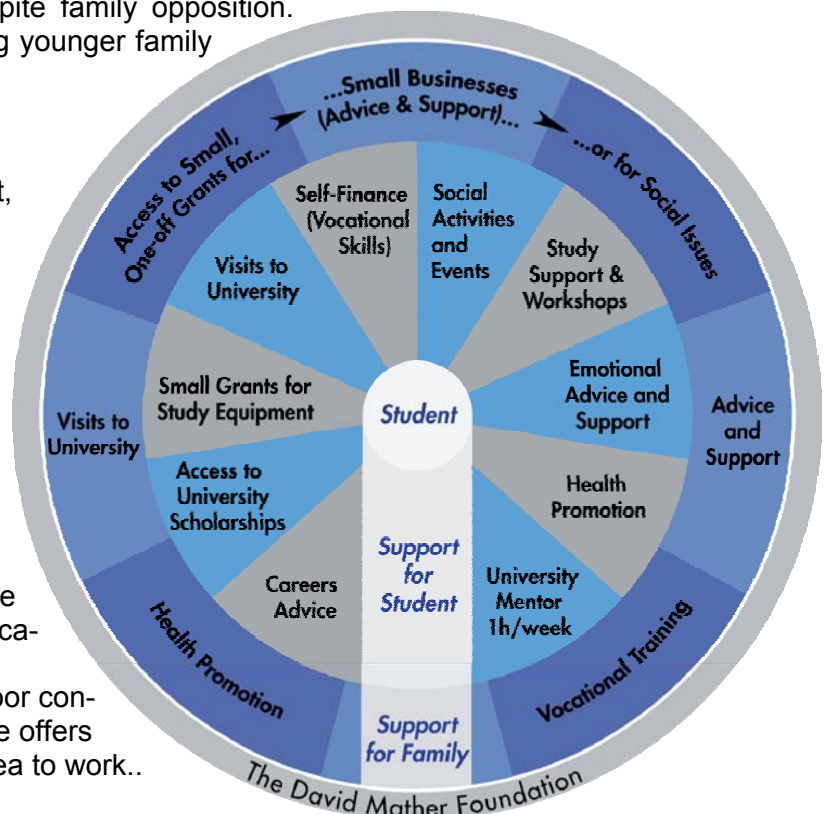 pite family opposition.
g younger family
t,
e
ca-
oor con-
e offers
ea to work..
Access to Small,
One-off Grants for...
...Small Businesses
(Advice & Support)...
...or for Social Issues
Advice
and
Support
Vocational Training
Support
for Family
Health Promotion
Visits to
University
Self-Finance
(Vocational
Skills)
Social
Activities
and
Events
Study
Support &
Workshops
Emotional
Advice and
Support
Health
Promotion
University
Mentor
1h/week
Support
for
Student
Careers
Advice
Access to
University
Scholarships
Small Grants for
Study Equipment
Visits to
University
Student
The David Mather Foundation